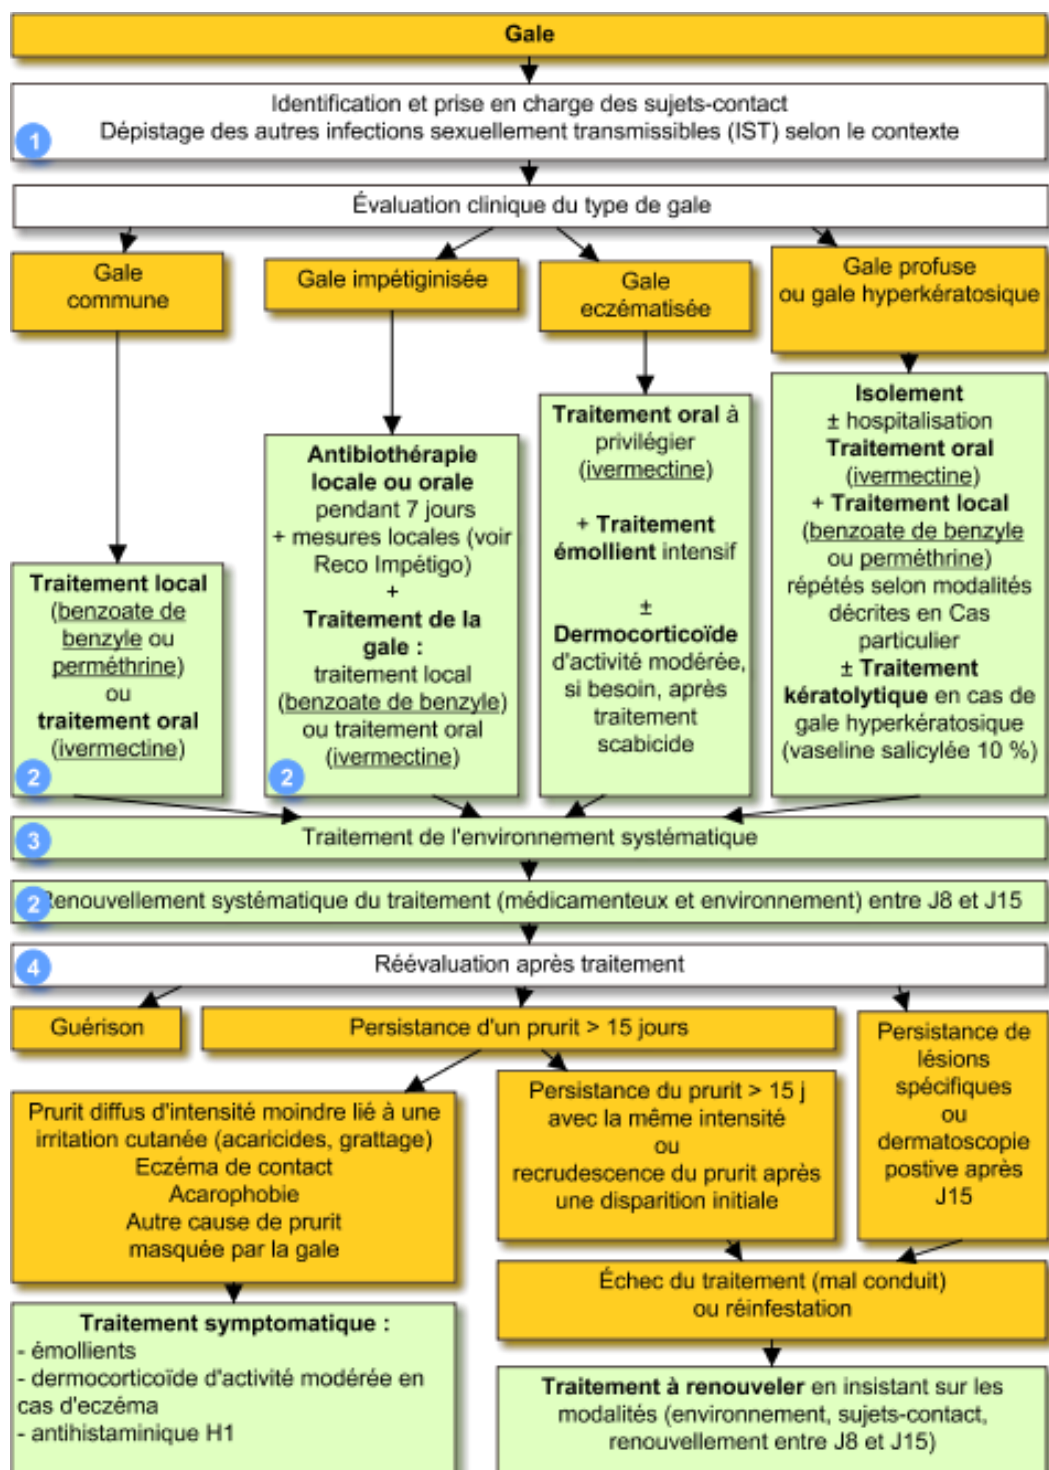 Gale
Identification et prise en charge des sujets-contact
Dépistage des autres infections sexuellement transmissibles (IST) selon le contexte
1
Évaluation clinique du type de gale
Gale
commune
Gale impétiginisée
Gale
eczématisée
Gale profuse
ou gale hyperkératosique
Traitement local
(benzoate de
benzyle ou
perméthrine)
ou
traitement oral
(ivermectine)
2
Antibiothérapie
locale ou orale
pendant 7 jours
+ mesures locales (voir
Reco Impétigo)
+
Traitement de la
gale :
traitement local
(benzoate de benzyle)
ou traitement oral
(ivermectine)
2
Traitement oral à
privilégier
(ivermectine)
+ Traitement
émollient intensif
±
Dermocorticoïde
d'activité modérée,
si besoin, après
traitement
scabicide
Isolement
± hospitalisation
Traitement oral
(ivermectine)
+ Traitement local
(benzoate de benzyle
ou perméthrine)
répétés selon modalités
décrites en Cas
particulier
± Traitement
kératolytique en cas de
gale hyperkératosique
(vaseline salicylée 10 %)
3
Traitement de l'environnement systématique
2
Renouvellement systématique du traitement (médicamenteux et environnement) entre J8 et J15
4
Réévaluation après traitement
Guérison
Persistance d'un prurit > 15 jours
Persistance de
lésions
spécifiques
ou
dermatoscopie
postive après
J15
Prurit diffus d'intensité moindre lié à une
irritation cutanée (acaricides, grattage)
Eczéma de contact
Acarophobie
Autre cause de prurit
masquée par la gale
Persistance du prurit > 15 j
avec la même intensité
ou
recrudescence du prurit après
une disparition initiale
Échec du traitement (mal conduit)
ou réinfestation
Traitement symptomatique :
- émollients
- dermocorticoïde d'activité modérée en
cas d'eczéma
- antihistaminique H1
Traitement à renouveler en insistant sur les
modalités (environnement, sujets-contact,
renouvellement entre J8 et J15)